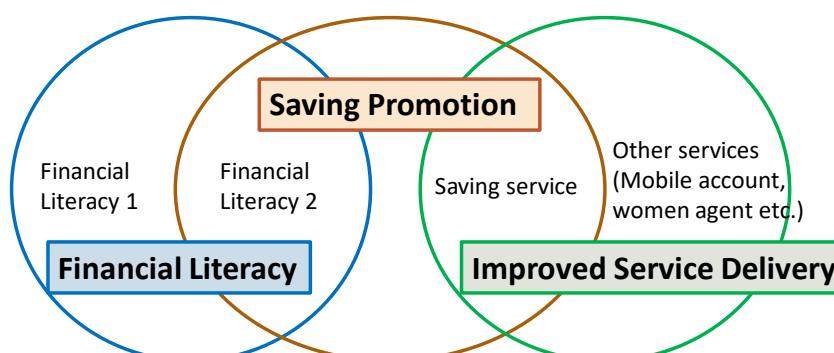 Saving Promotion
Financial
Literacy 1
Financial
Literacy 2
Saving service
Other services
(Mobile account,
women agent etc.)
Financial Literacy
Improved Service Delivery